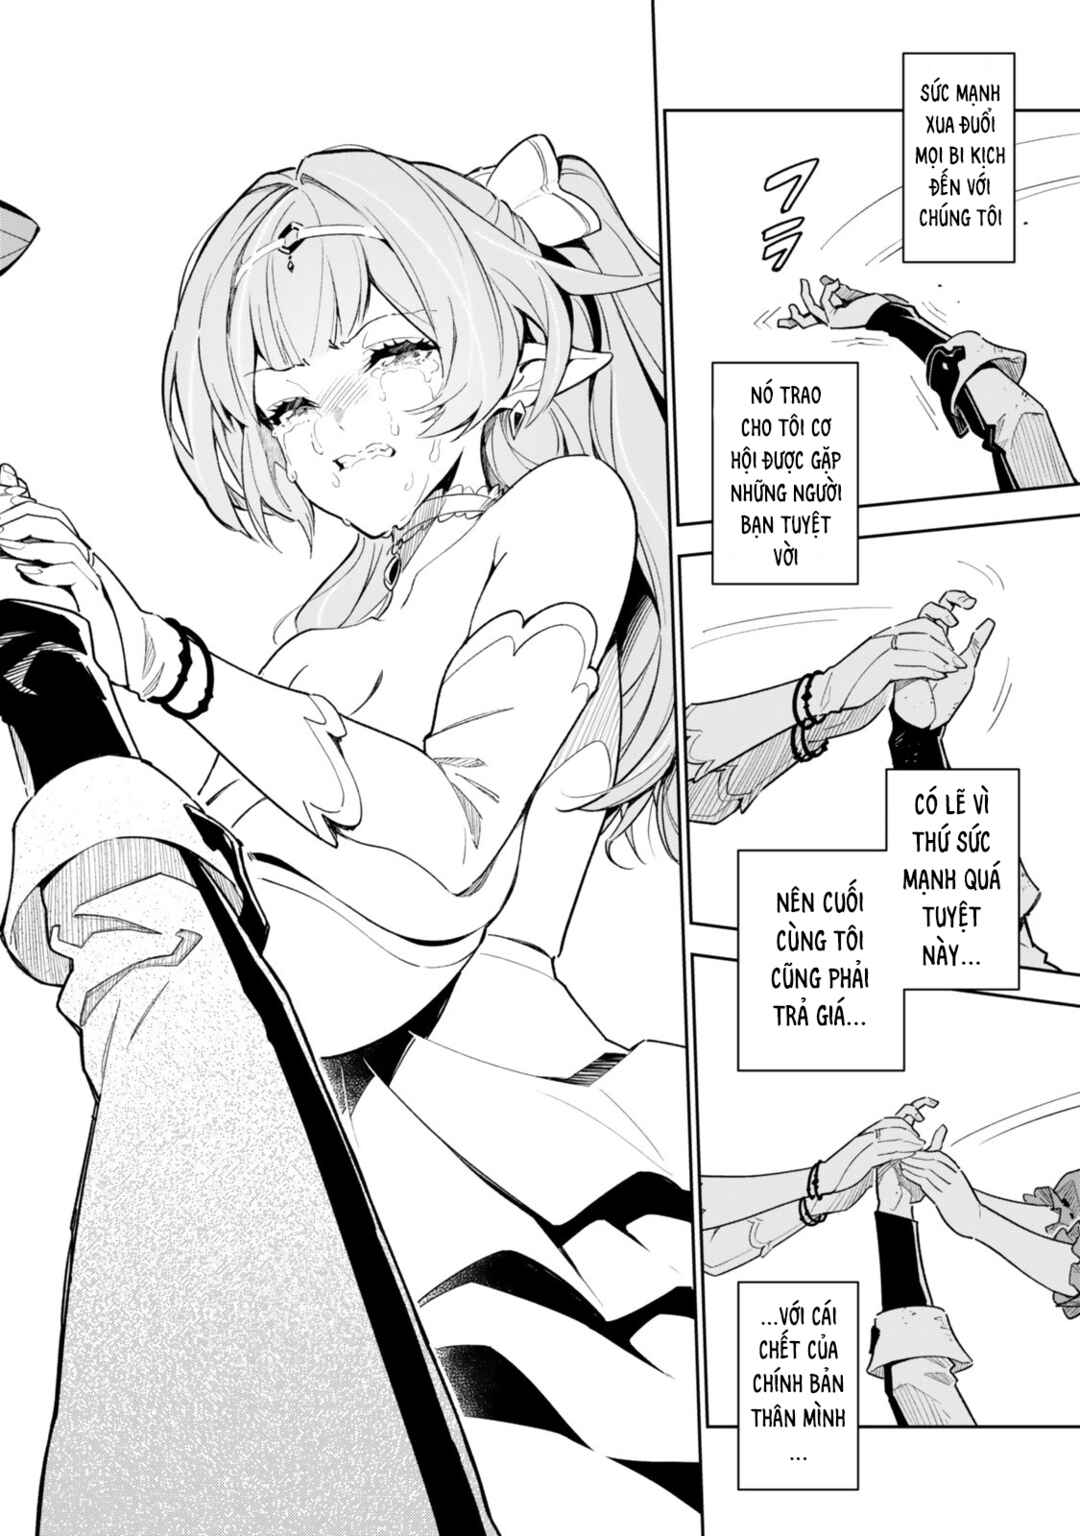 SỨC MẠNH
XUA ĐUỔI
MỌI BI KỊCH
ĐẾN VỚI
CHÚNG TÔI
フラ
NÓ TRAO
CHO TÔI CƠ
HỘI ĐƯỢC GẶP
NHỮNG NGƯỜI
BẠN TUYỆT
VỜI
CÓ LẼ VÌ
THỨ SỨC
MẠNH QUÁ
TUYỆT
NÀY...
NÊN CUỐI
CÙNG TÔI
CŨNG PHẢI
TRẢ GIÁ...
...VỚI CÁI
CHẾT CỦA
CHÍNH BẢN
THÂN MÌNH
...